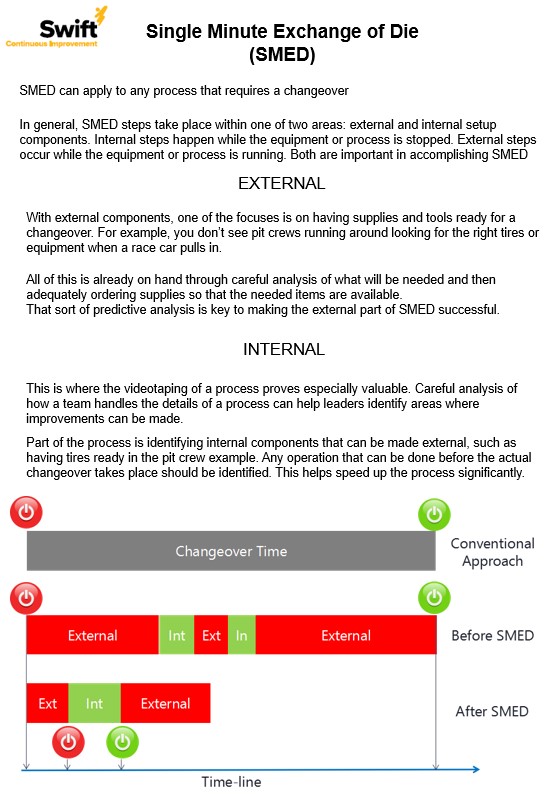 Swift
Continuous Improvement
Single Minute Exchange of Die
(SMED)
SMED can apply to any process that requires a changeover
In general, SMED steps take place within one of two areas: external and internal setup
components. Internal steps happen while the equipment or process is stopped. External steps
occur while the equipment or process is running. Both are important in accomplishing SMED
EXTERNAL
With external components, one of the focuses is on having supplies and tools ready for a
changeover. For example, you don't see pit crews running around looking for the right tires or
equipment when a race car pulls in.
All of this is already on hand through careful analysis of what will be needed and then
adequately ordering supplies so that the needed items are available.
That sort of predictive analysis is key to making the external part of SMED successful.
INTERNAL
This is where the videotaping of a process proves especially valuable. Careful analysis of
how a team handles the details of a process can help leaders identify areas where
improvements can be made.
Part of the process is identifying internal components that can be made external, such as
having tires ready in the pit crew example. Any operation that can be done before the actual
changeover takes place should be identified. This helps speed up the process significantly.
Changeover Time
Conventional
Approach
External
Int
Ext
In
External
Before SMED
Ext
Int
External
After SMED
Time-line